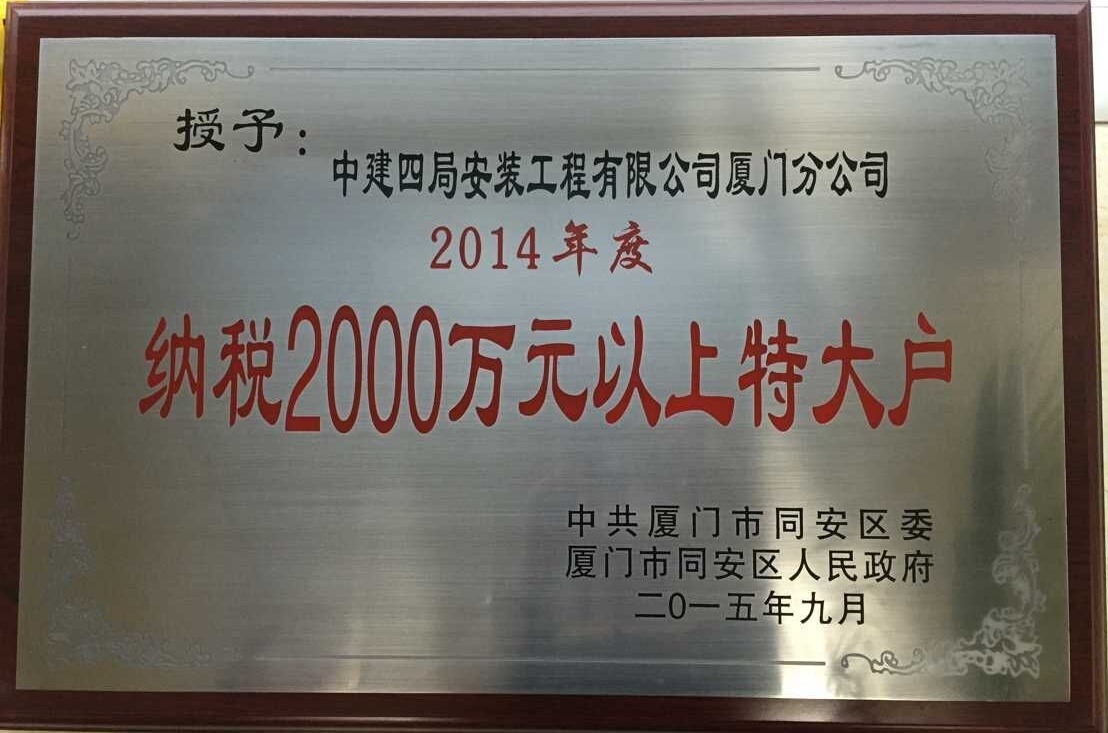 授予：
中建四局安装工程有限公司厦门分公司
2014年度
纳税2000万元以上特大户
中共厦门市同安区委
厦门市同安区人民政府
二0一五年九月